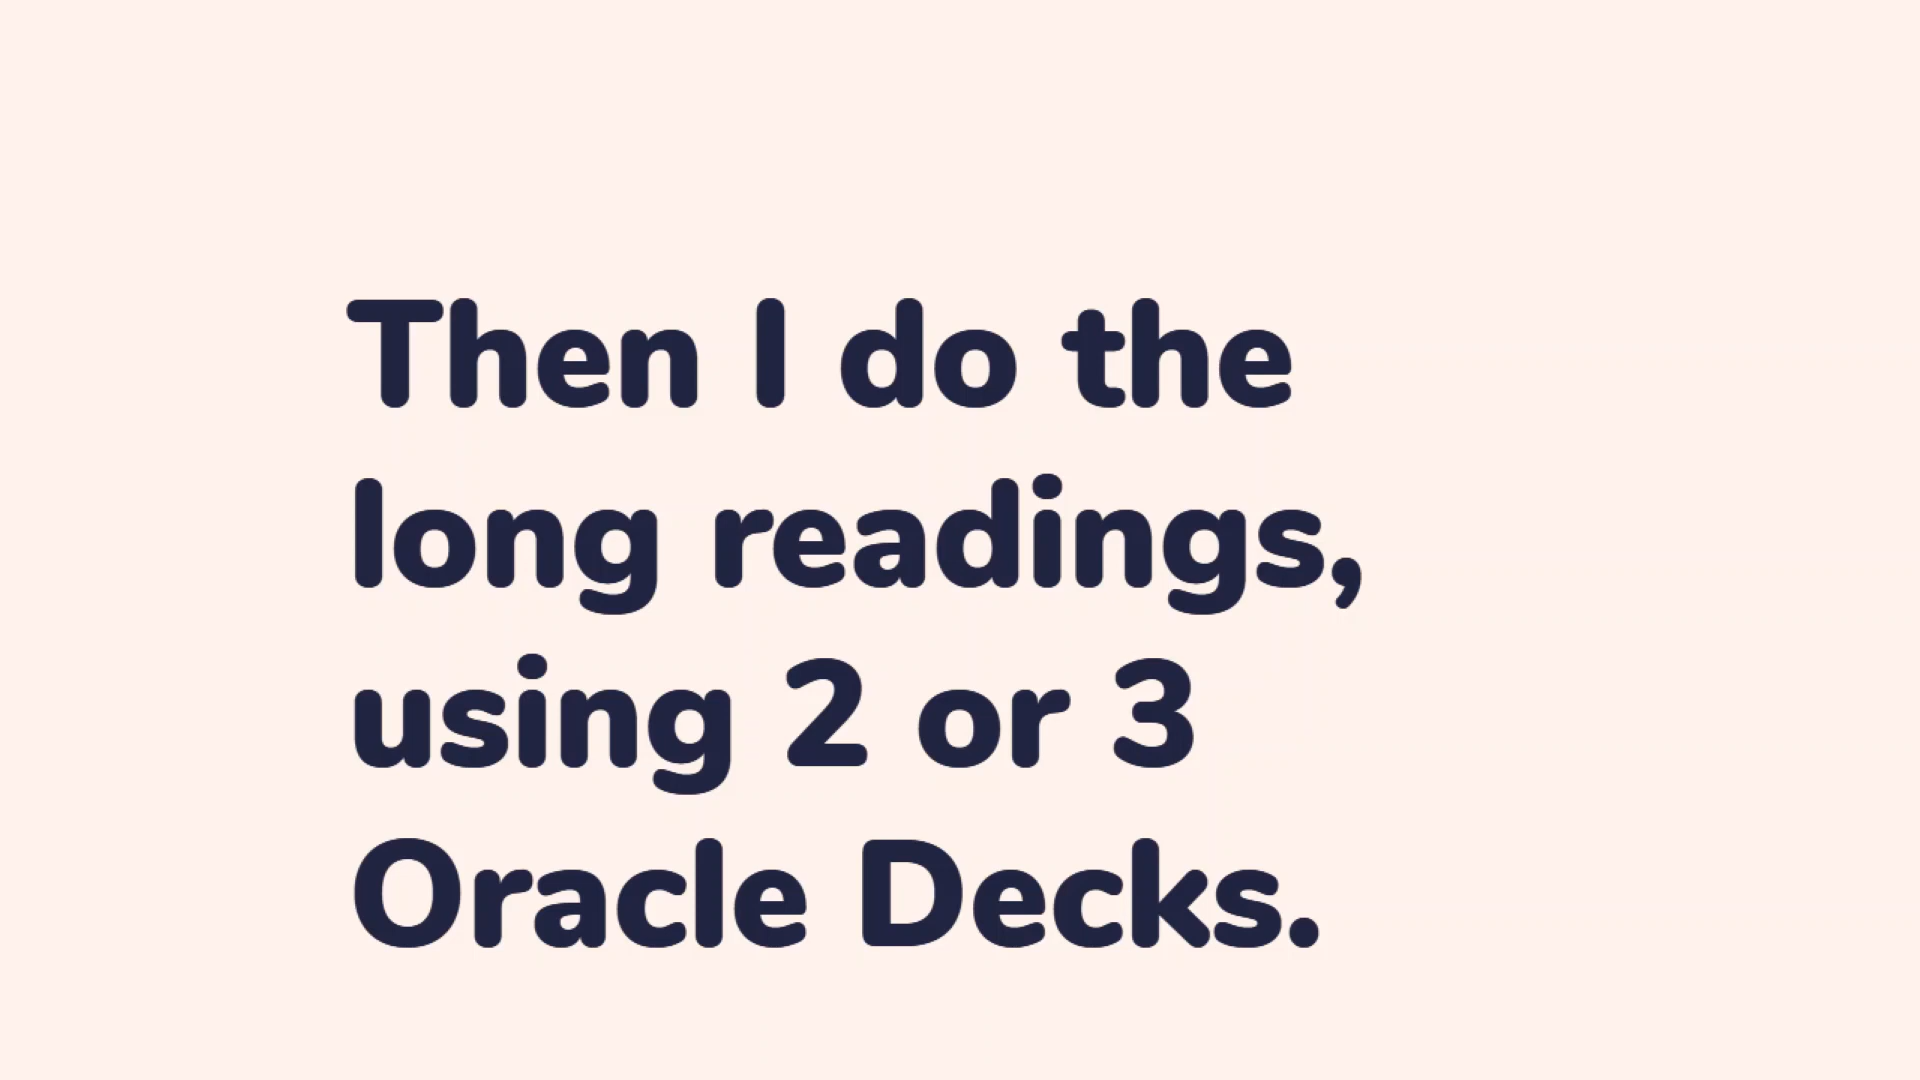 Then I do the
long readings,
using 2 or 3
Oracle Decks.